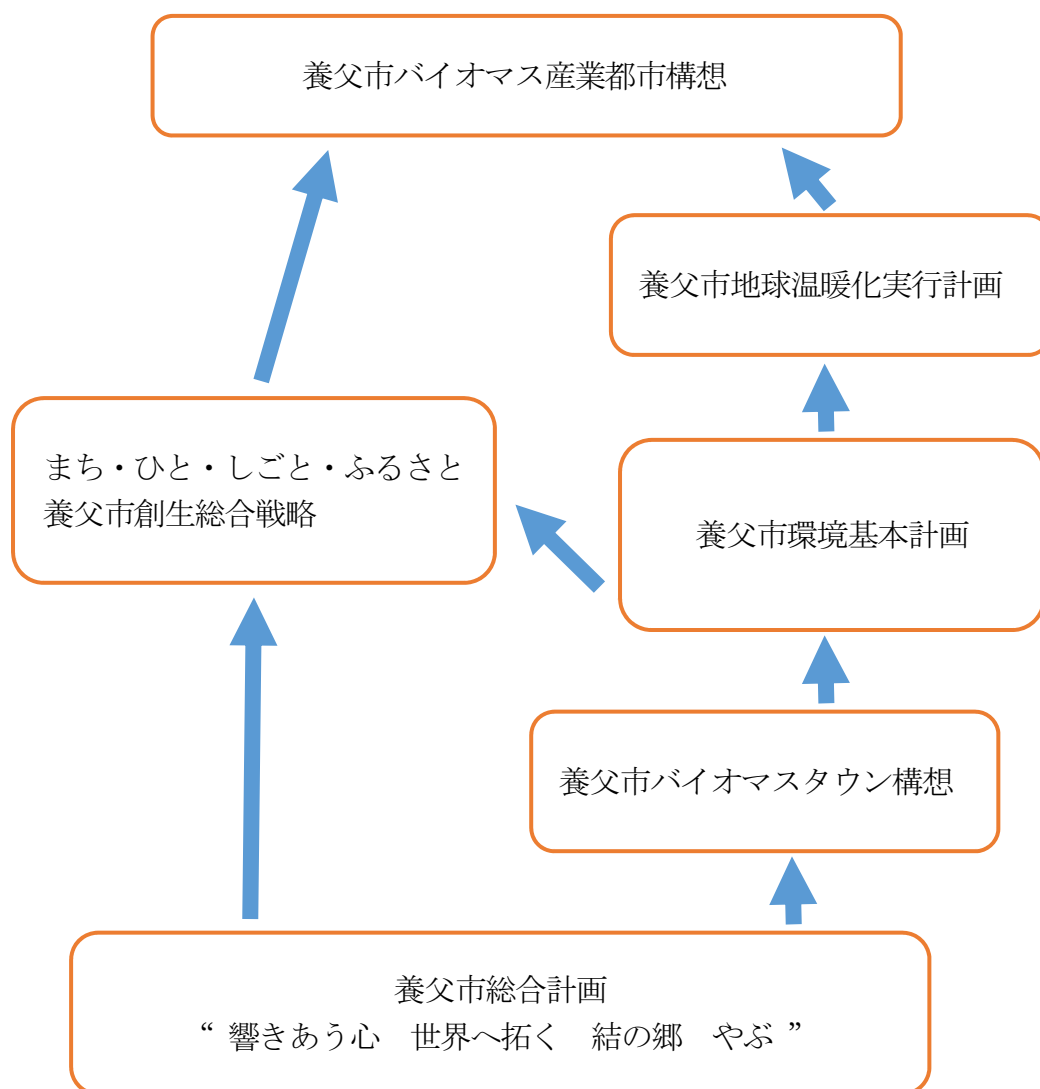 養父市バイオマス産業都市構想
養父市地球温暖化実行計画
まち・ひと・しごと・ふるさと
養父市創生総合戦略
養父市環境基本計画
養父市バイオマスタウン構想
養父市総合計画
“ 響きあう心　世界へ拓く　結の郷　やぶ ”